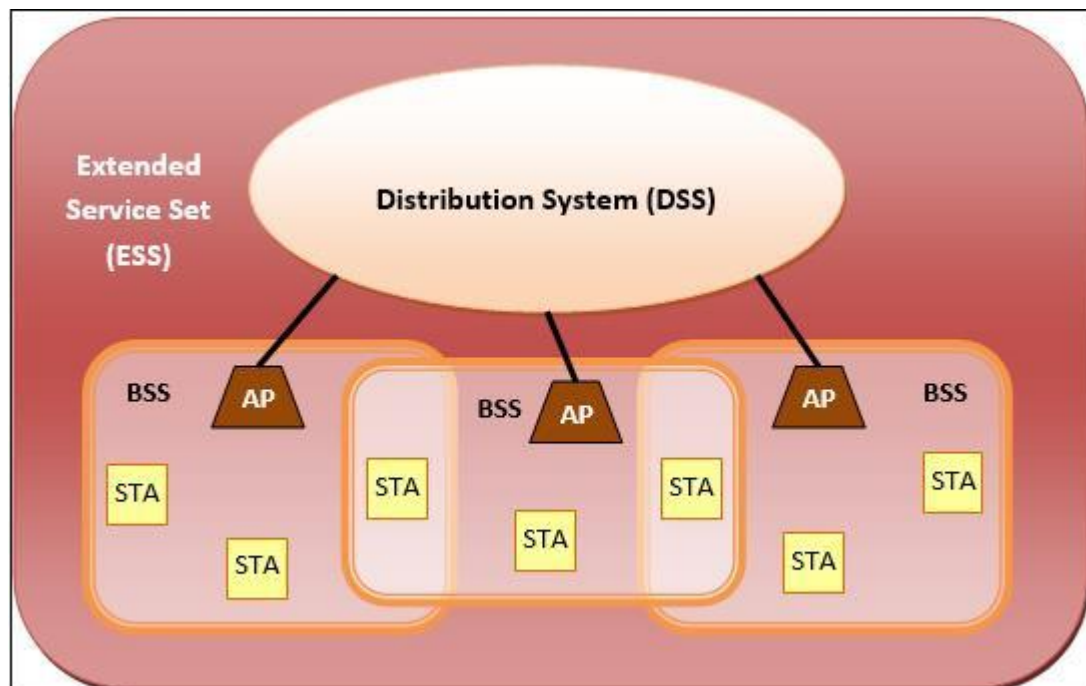 Extended
Service Set
(ESS)
Distribution System (DSS)
BSS
AP
BSS
AP
AP
BSS
STA
STA
STA
STA
STA
STA
STA